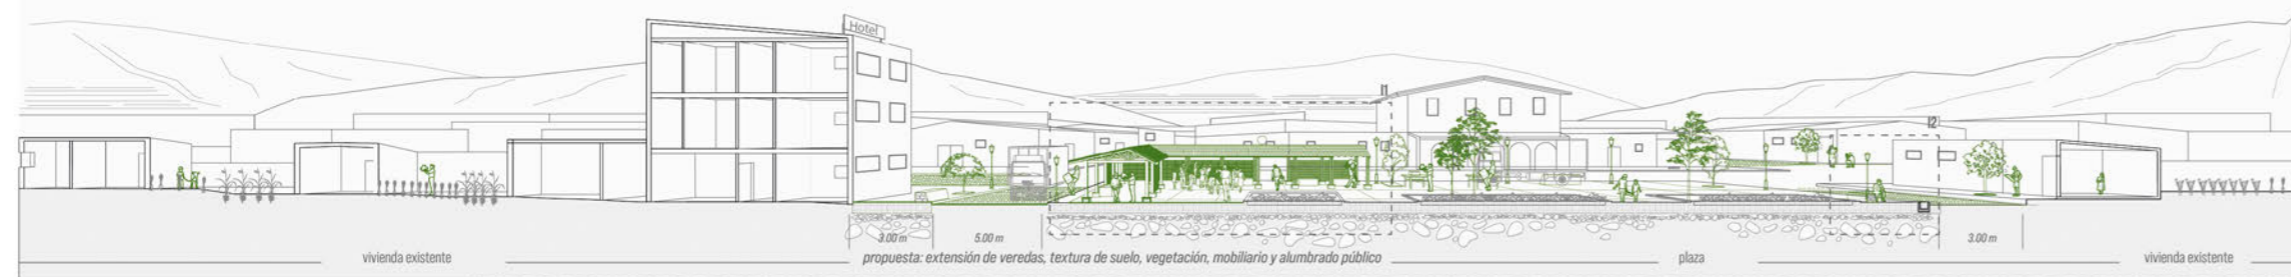 Hotel
12
3.00 m
5.00 m
3.00 m
vivienda existente
propuesta: extensión de veredas, textura de suelo, vegetación, mobiliario y alumbrado público
plaza
vivienda existente